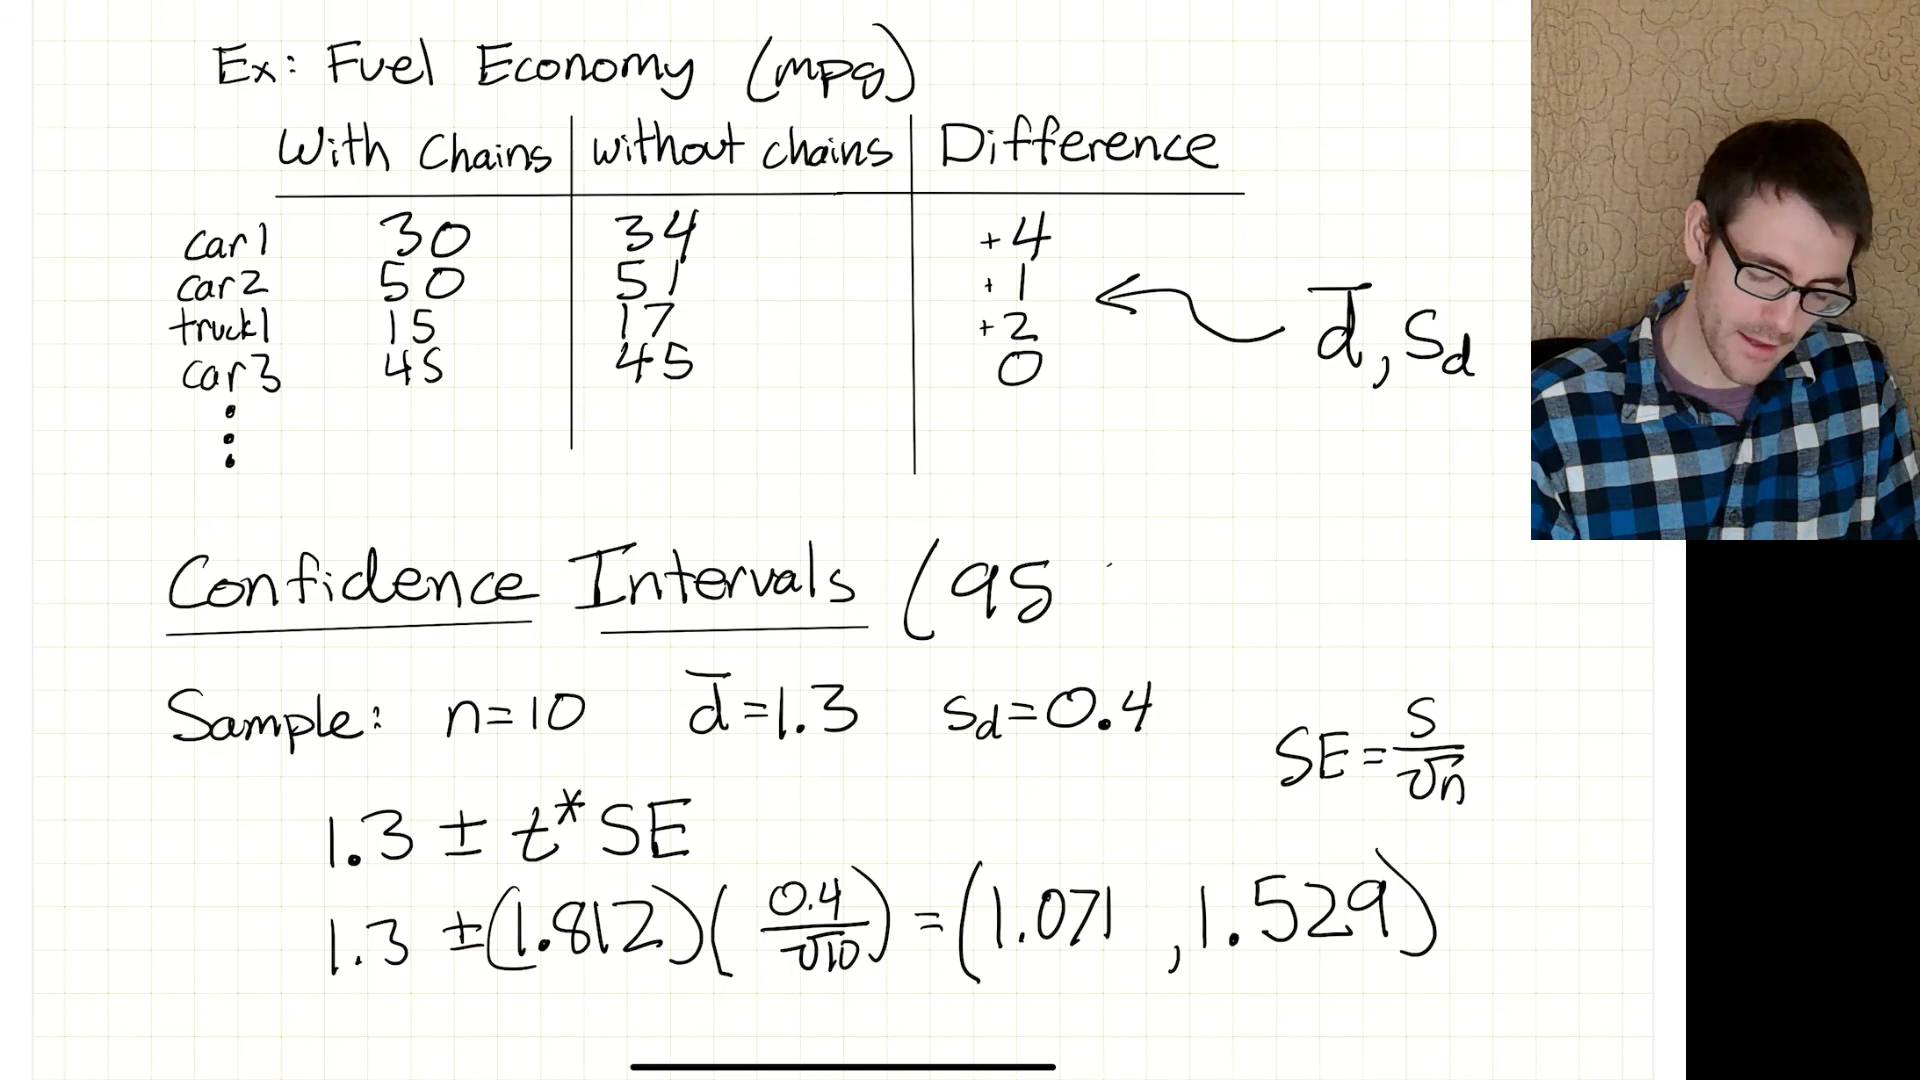 Ex: Fuel Economy (mpg)
With Chains without chains Difference
car1 30 34 +4
car2 50 51 +1
truck1 15 17 +2
car3 45 45 0
d̄, Sd
Confidence Intervals (95
Sample: n=10 d̄=1.3 Sd=0.4
SE = S/√n
1.3 ± t* SE
1.3 ±(1.812)(0.4/√10) = (1.071, 1.529)